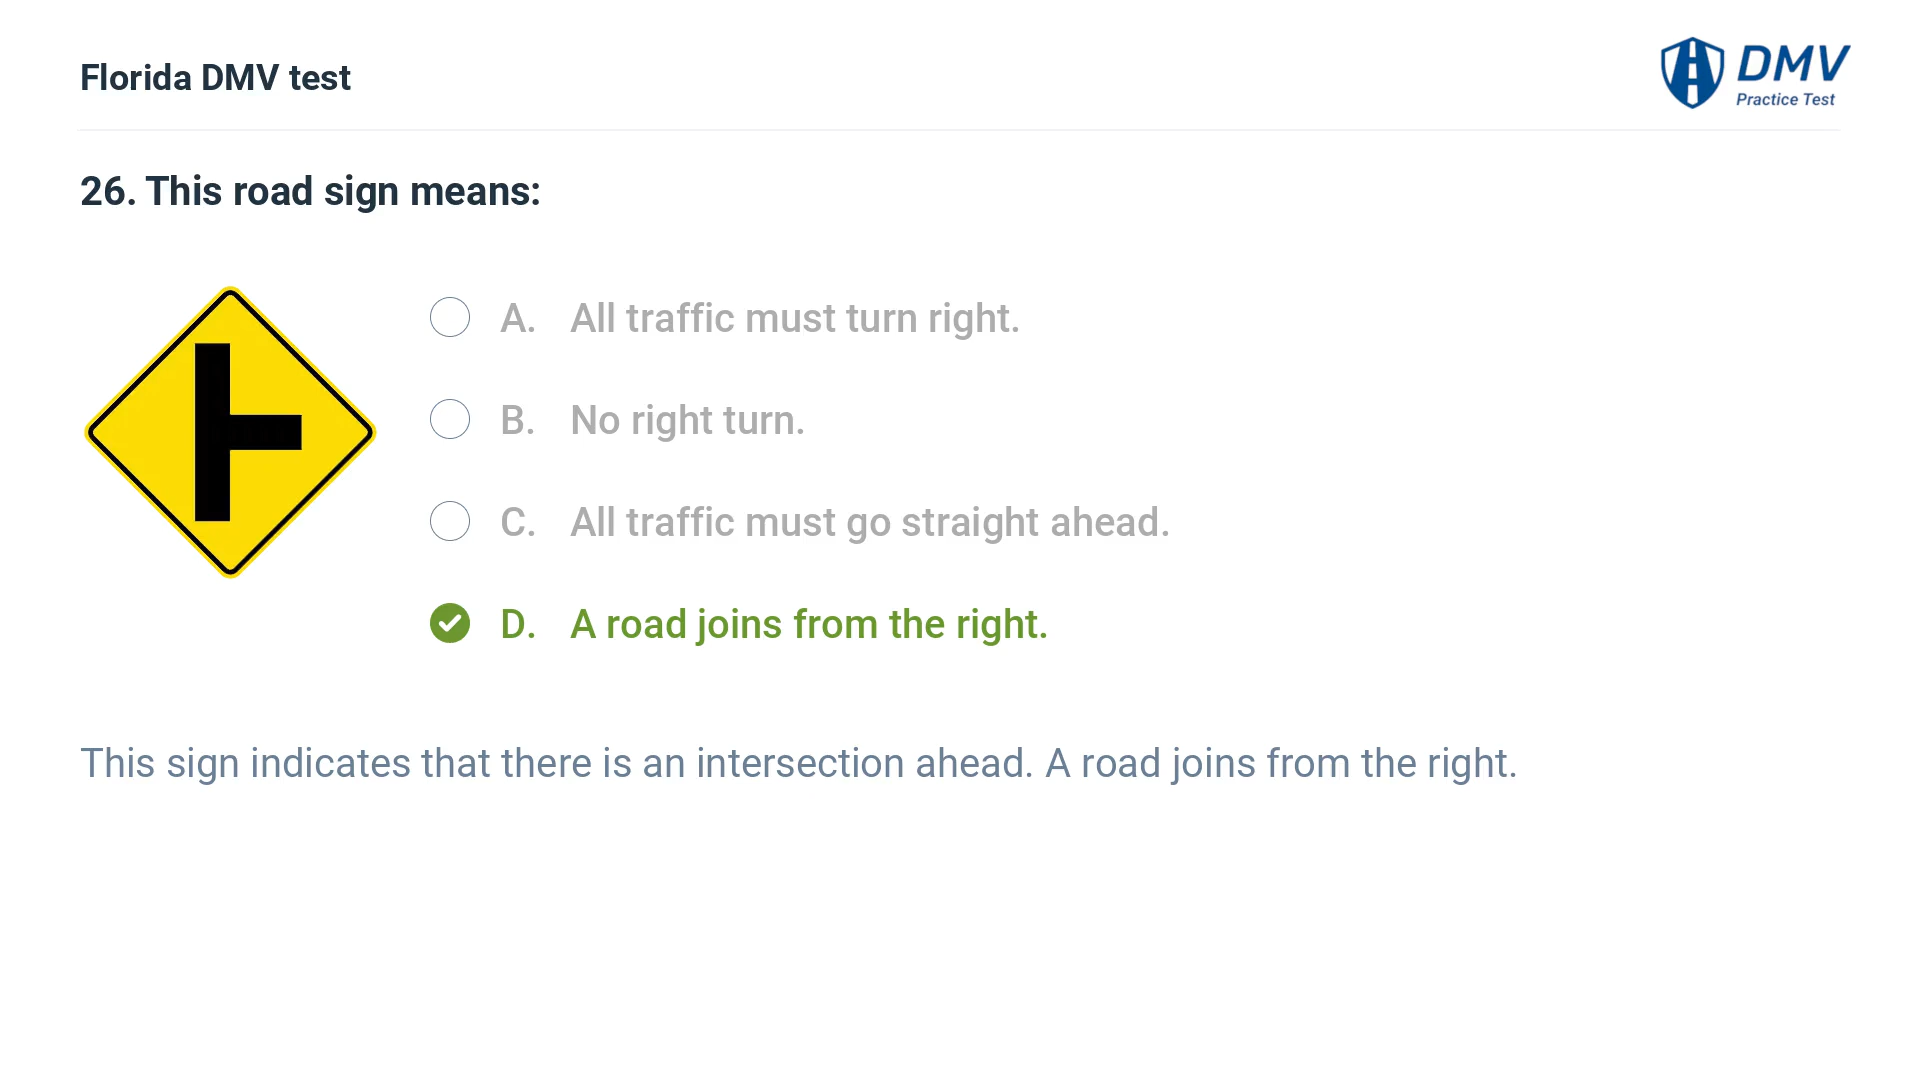 Florida DMV test
DMV
Practice Test
26. This road sign means:
A. All traffic must turn right.
B. No right turn.
C. All traffic must go straight ahead.
D. A road joins from the right.
This sign indicates that there is an intersection ahead. A road joins from the right.